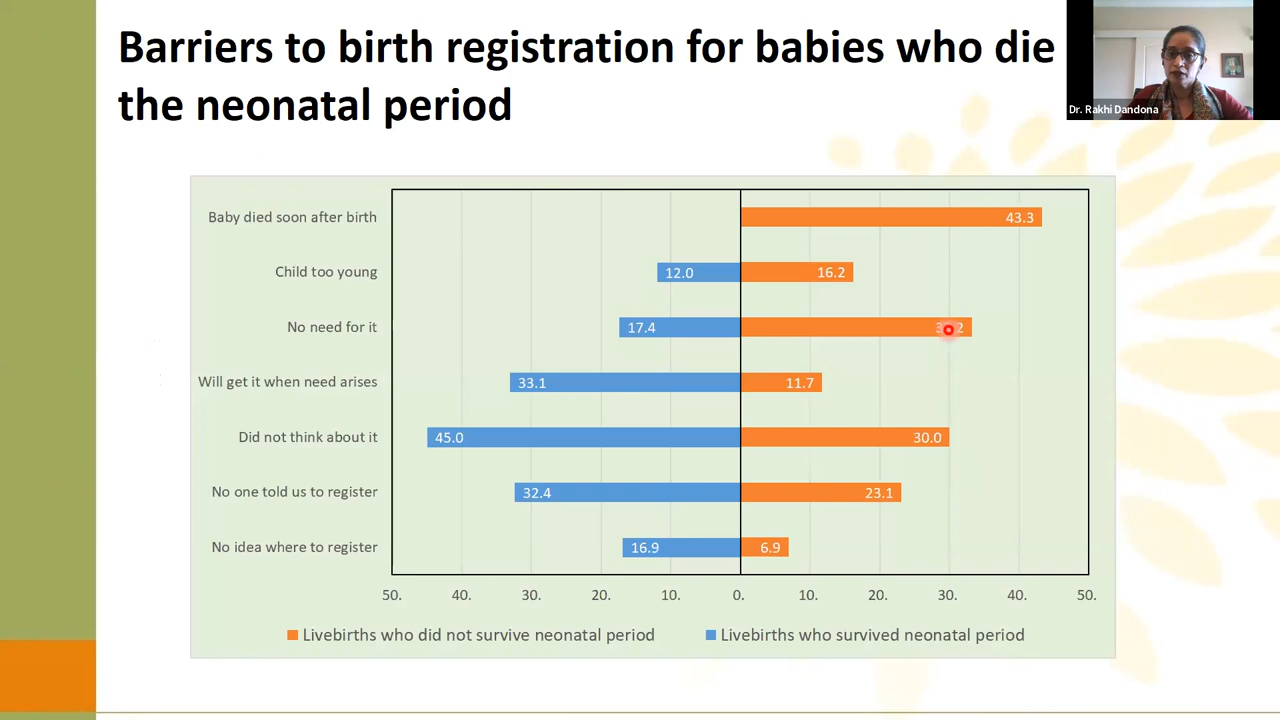 Barriers to birth registration for babies who die
the neonatal period
Dr. Rakhi Dandona
Baby died soon after birth
43.3
Child too young
12.0
16.2
No need for it
17.4
Will get it when need arises
33.1
11.7
Did not think about it
45.0
30.0
No one told us to register
32.4
23.1
No idea where to register
16.9
6.9
50. 40. 30. 20. 10. 0. 10. 20. 30. 40. 50.
Livebirths who did not survive neonatal period
Livebirths who survived neonatal period